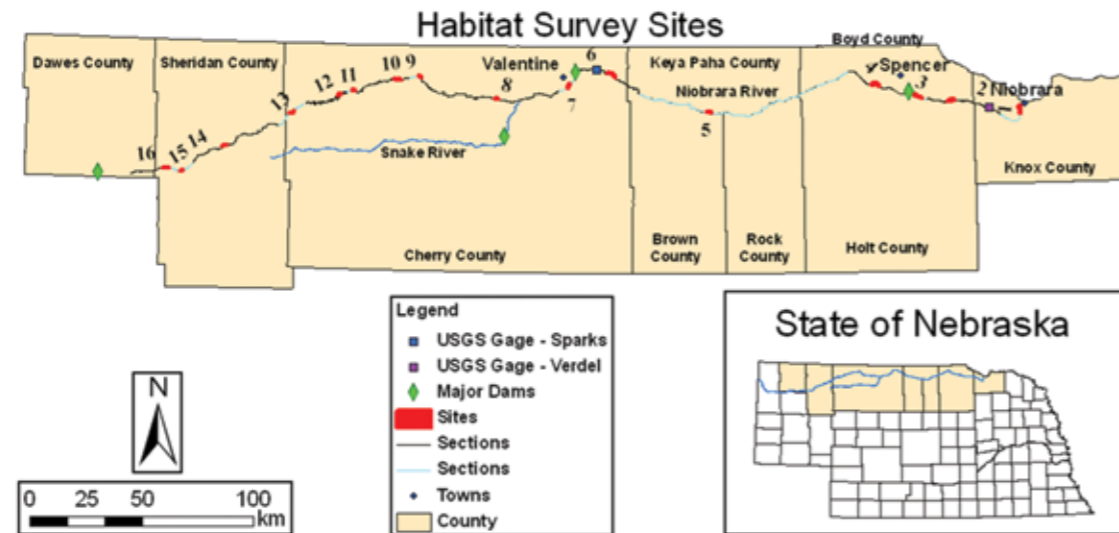 Habitat Survey Sites
Boyd County
Dawes County
Sheridan County
Valentine
Keya Paha County
Spencer
Niobrara River
Niobrara
16
15
14
13
12
11
10
9
8
7
6
5
4
3
2
1
Snake River
Knox County
Cherry County
Brown
County
Rock
County
Holt County
Legend
USGS Gage - Sparks
USGS Gage - Verdel
Major Dams
Sites
Sections
Sections
Towns
County
N
0 25 50 100
km
State of Nebraska